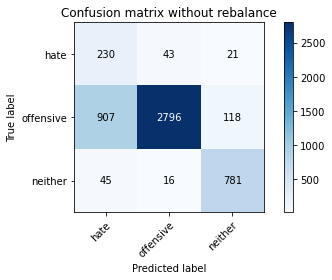 Confusion matrix without rebalance
hate 230 43 21
offensive 907 2796 118
neither 45 16 781
True label
hate offensive neither
Predicted label
2500
2000
1500
1000
500